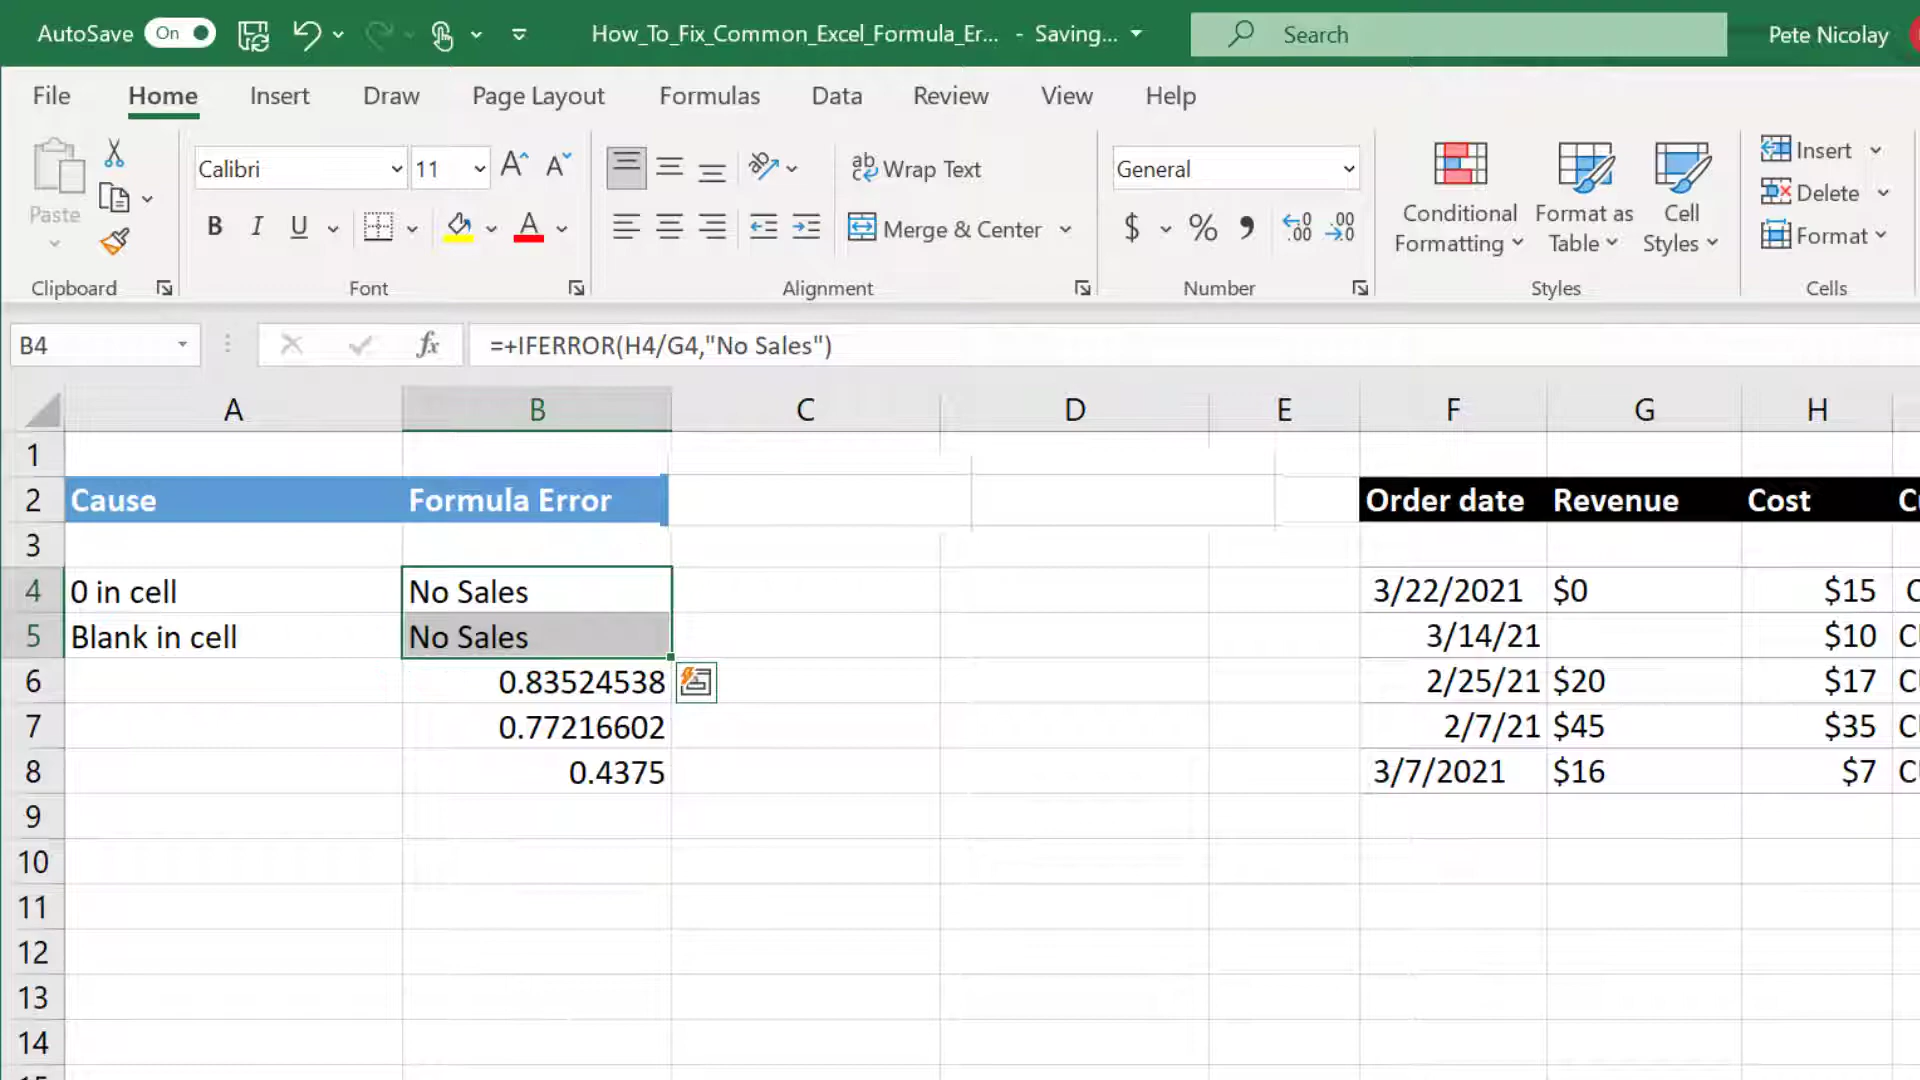 AutoSave On How_To_Fix_Common_Excel_Formula_Er... - Saving... Search Pete Nicolay
File Home Insert Draw Page Layout Formulas Data Review View Help
Paste
Clipboard
Calibri 11
B I U A
Font
ab Wrap Text
Merge & Center
Alignment
General
$ % , .00 .00
Number
Conditional Formatting
Format as Table
Cell Styles
Styles
Insert
Delete
Format
Cells
B4 fx =+IFERROR(H4/G4,"No Sales")
A B C D E F G H
1
2 Cause Formula Error Order date Revenue Cost
3
4 0 in cell No Sales 3/22/2021 $0 $15
5 Blank in cell No Sales 3/14/21 $10
6 0.83524538 2/25/21 $20 $17
7 0.77216602 2/7/21 $45 $35
8 0.4375 3/7/2021 $16 $7
9
10
11
12
13
14